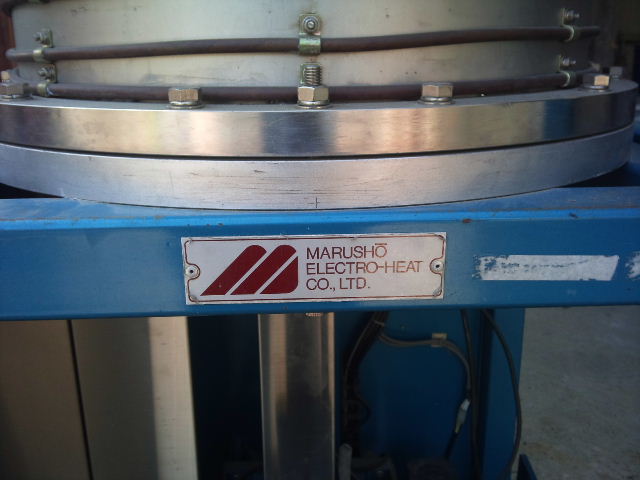 MARUSHŌ
ELECTRO-HEAT
CO., LTD.